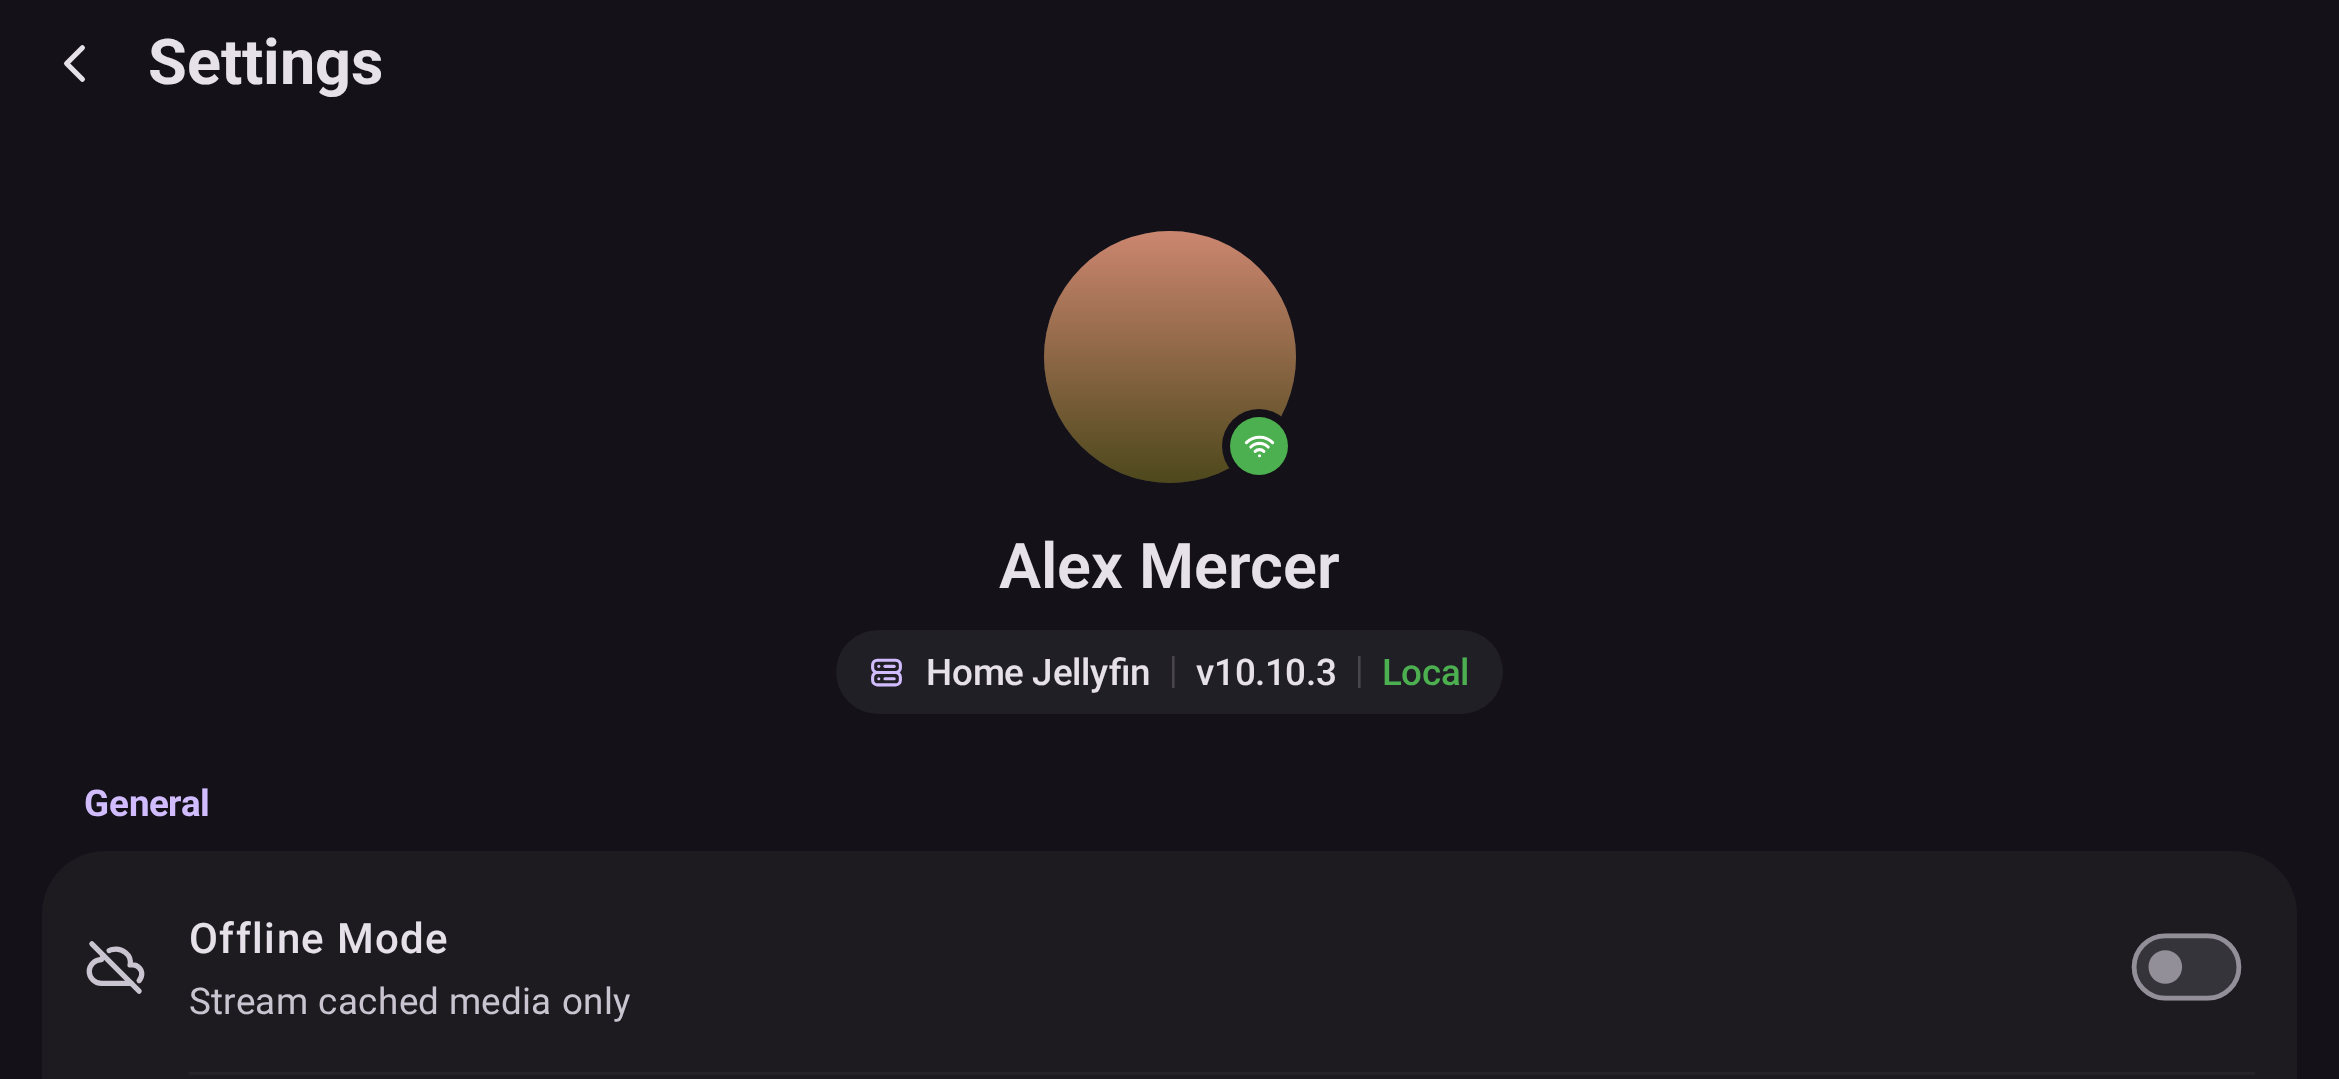 Settings
Alex Mercer
Home Jellyfin | v10.10.3 | Local
General
Offline Mode
Stream cached media only